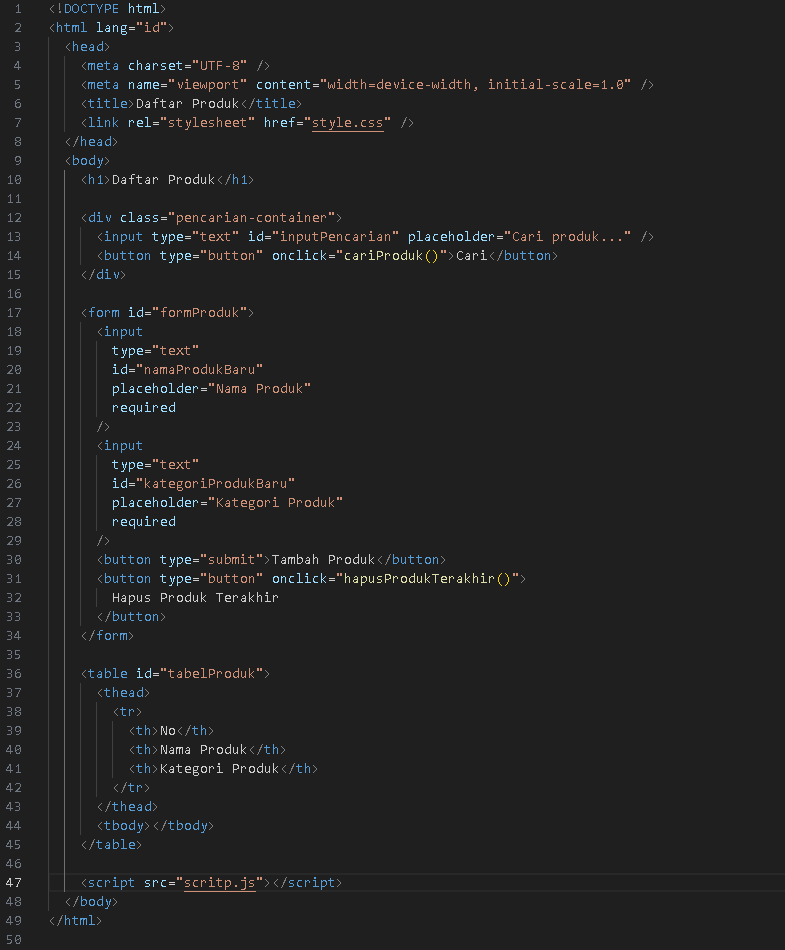 1 <!DOCTYPE html>
2 <html lang="id">
3 <head>
4 <meta charset="UTF-8" />
5 <meta name="viewport" content="width=device-width, initial-scale=1.0" />
6 <title>Daftar Produk</title>
7 <link rel="stylesheet" href="style.css" />
8 </head>
9 <body>
10 <h1>Daftar Produk</h1>
11
12 <div class="pencarian-container">
13 <input type="text" id="inputPencarian" placeholder="Cari produk..." />
14 <button type="button" onclick="cariProduk()">Cari</button>
15 </div>
16
17 <form id="formProduk">
18 <input
19 type="text"
20 id="namaProdukBaru"
21 placeholder="Nama Produk"
22 required
23 />
24 <input
25 type="text"
26 id="kategoriProdukBaru"
27 placeholder="Kategori Produk"
28 required
29 />
30 <button type="submit">Tambah Produk</button>
31 <button type="button" onclick="hapusProdukTerakhir()">
32 Hapus Produk Terakhir
33 </button>
34 </form>
35
36 <table id="tabelProduk">
37 <thead>
38 <tr>
39 <th>No</th>
40 <th>Nama Produk</th>
41 <th>Kategori Produk</th>
42 </tr>
43 </thead>
44 <tbody></tbody>
45 </table>
46
47 <script src="scritp.js"></script>
48 </body>
49 </html>
50